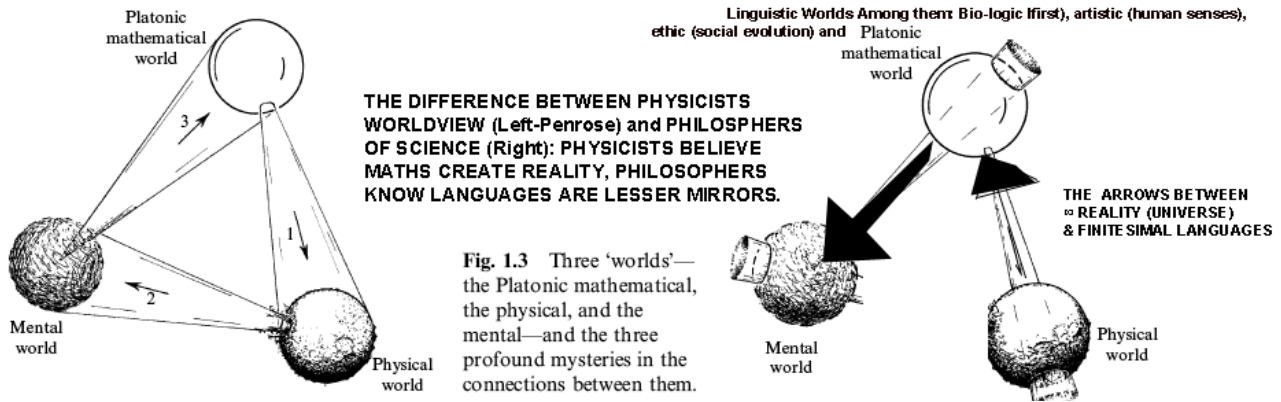 Platonic
mathematical
world
3
1
2
Mental
world
Physical
world
THE DIFFERENCE BETWEEN PHYSICISTS
WORLDVIEW (Left-Penrose) and PHILOSPHERS
OF SCIENCE (Right): PHYSICISTS BELIEVE
MATHS CREATE REALITY, PHILOSOPHERS
KNOW LANGUAGES ARE LESSER MIRRORS.
Fig. 1.3 Three ‘worlds’—
the Platonic mathematical,
the physical, and the
mental—and the three
profound mysteries in the
connections between them.
Linguistic Worlds Among them: Bio-logic lfirst), artistic (human senses),
ethic (social evolution) and
Platonic
mathematical
world
THE ARROWS BETWEEN
∞ REALITY (UNIVERSE)
& FINITESIMAL LANGUAGES
Mental
world
Physical
world